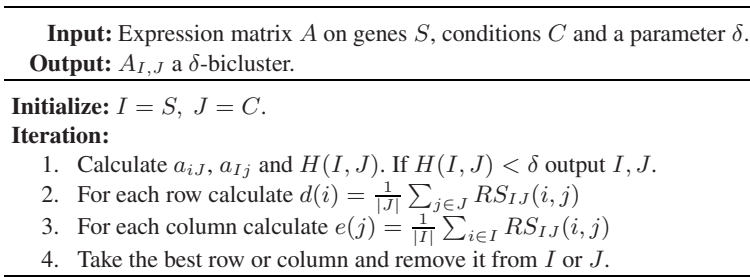 Input: Expression matrix A on genes S, conditions C and a parameter δ.
Output: A_{I,J} a δ-bicluster.
Initialize: I = S, J = C.
Iteration:
1. Calculate a_{iJ}, a_{Ij} and H(I, J). If H(I, J) < δ output I, J.
2. For each row calculate d(i) = \frac{1}{|J|} \sum_{j∈J} RS_{IJ}(i, j)
3. For each column calculate e(j) = \frac{1}{|I|} \sum_{i∈I} RS_{IJ}(i, j)
4. Take the best row or column and remove it from I or J.